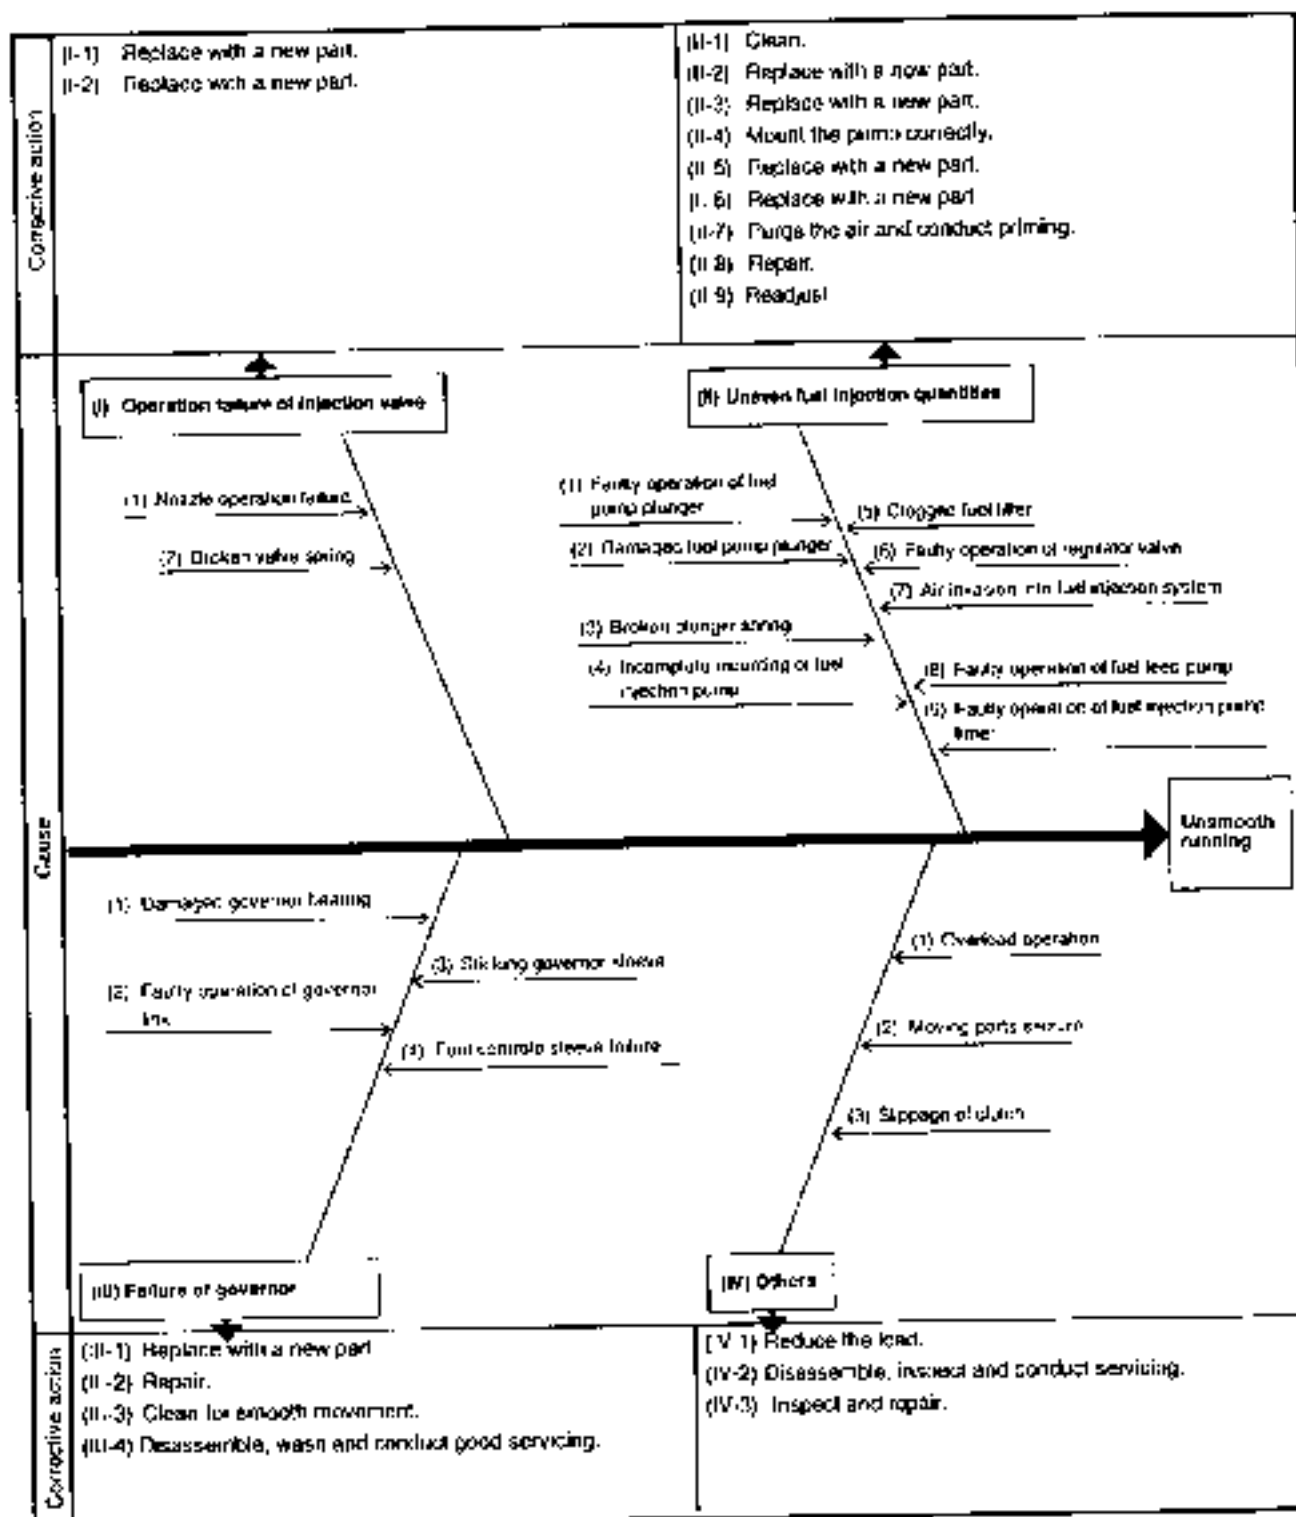 Corrective action
(I-1) Replace with a new part.
(I-2) Replace with a new part.
(II-1) Clean.
(II-2) Replace with a new part.
(II-3) Replace with a new part.
(II-4) Mount the pump correctly.
(II-5) Replace with a new part.
(II-6) Replace with a new part
(II-7) Purge the air and conduct priming.
(II-8) Repair.
(II-9) Readjust
Cause
(I) Operation failure of injection valve
(II) Uneven fuel injection quantities
(1) Nozzle operation failure
(2) Broken valve spring
(1) Faulty operation of fuel
pump plunger
(2) Damaged fuel pump plunger
(3) Broken plunger spring
(4) Incomplete mounting of fuel
injection pump
(5) Clogged fuel filter
(6) Faulty operation of regulator valve
(7) Air invasion into fuel injection system
(8) Faulty operation of fuel feed pump
(9) Faulty operation of fuel injection pump
timer
Unsmooth
running
(1) Damaged governor bearing
(2) Faulty operation of governor
link
(3) Sticking governor sleeve
(4) Fuel control sleeve failure
(1) Overload operation
(2) Moving parts seizure
(3) Slippage of clutch
(III) Failure of governor
(IV) Others
Corrective action
(III-1) Replace with a new part
(III-2) Repair.
(III-3) Clean for smooth movement.
(III-4) Disassemble, wash and conduct good servicing.
(IV-1) Reduce the load.
(IV-2) Disassemble, inspect and conduct servicing.
(IV-3) Inspect and repair.